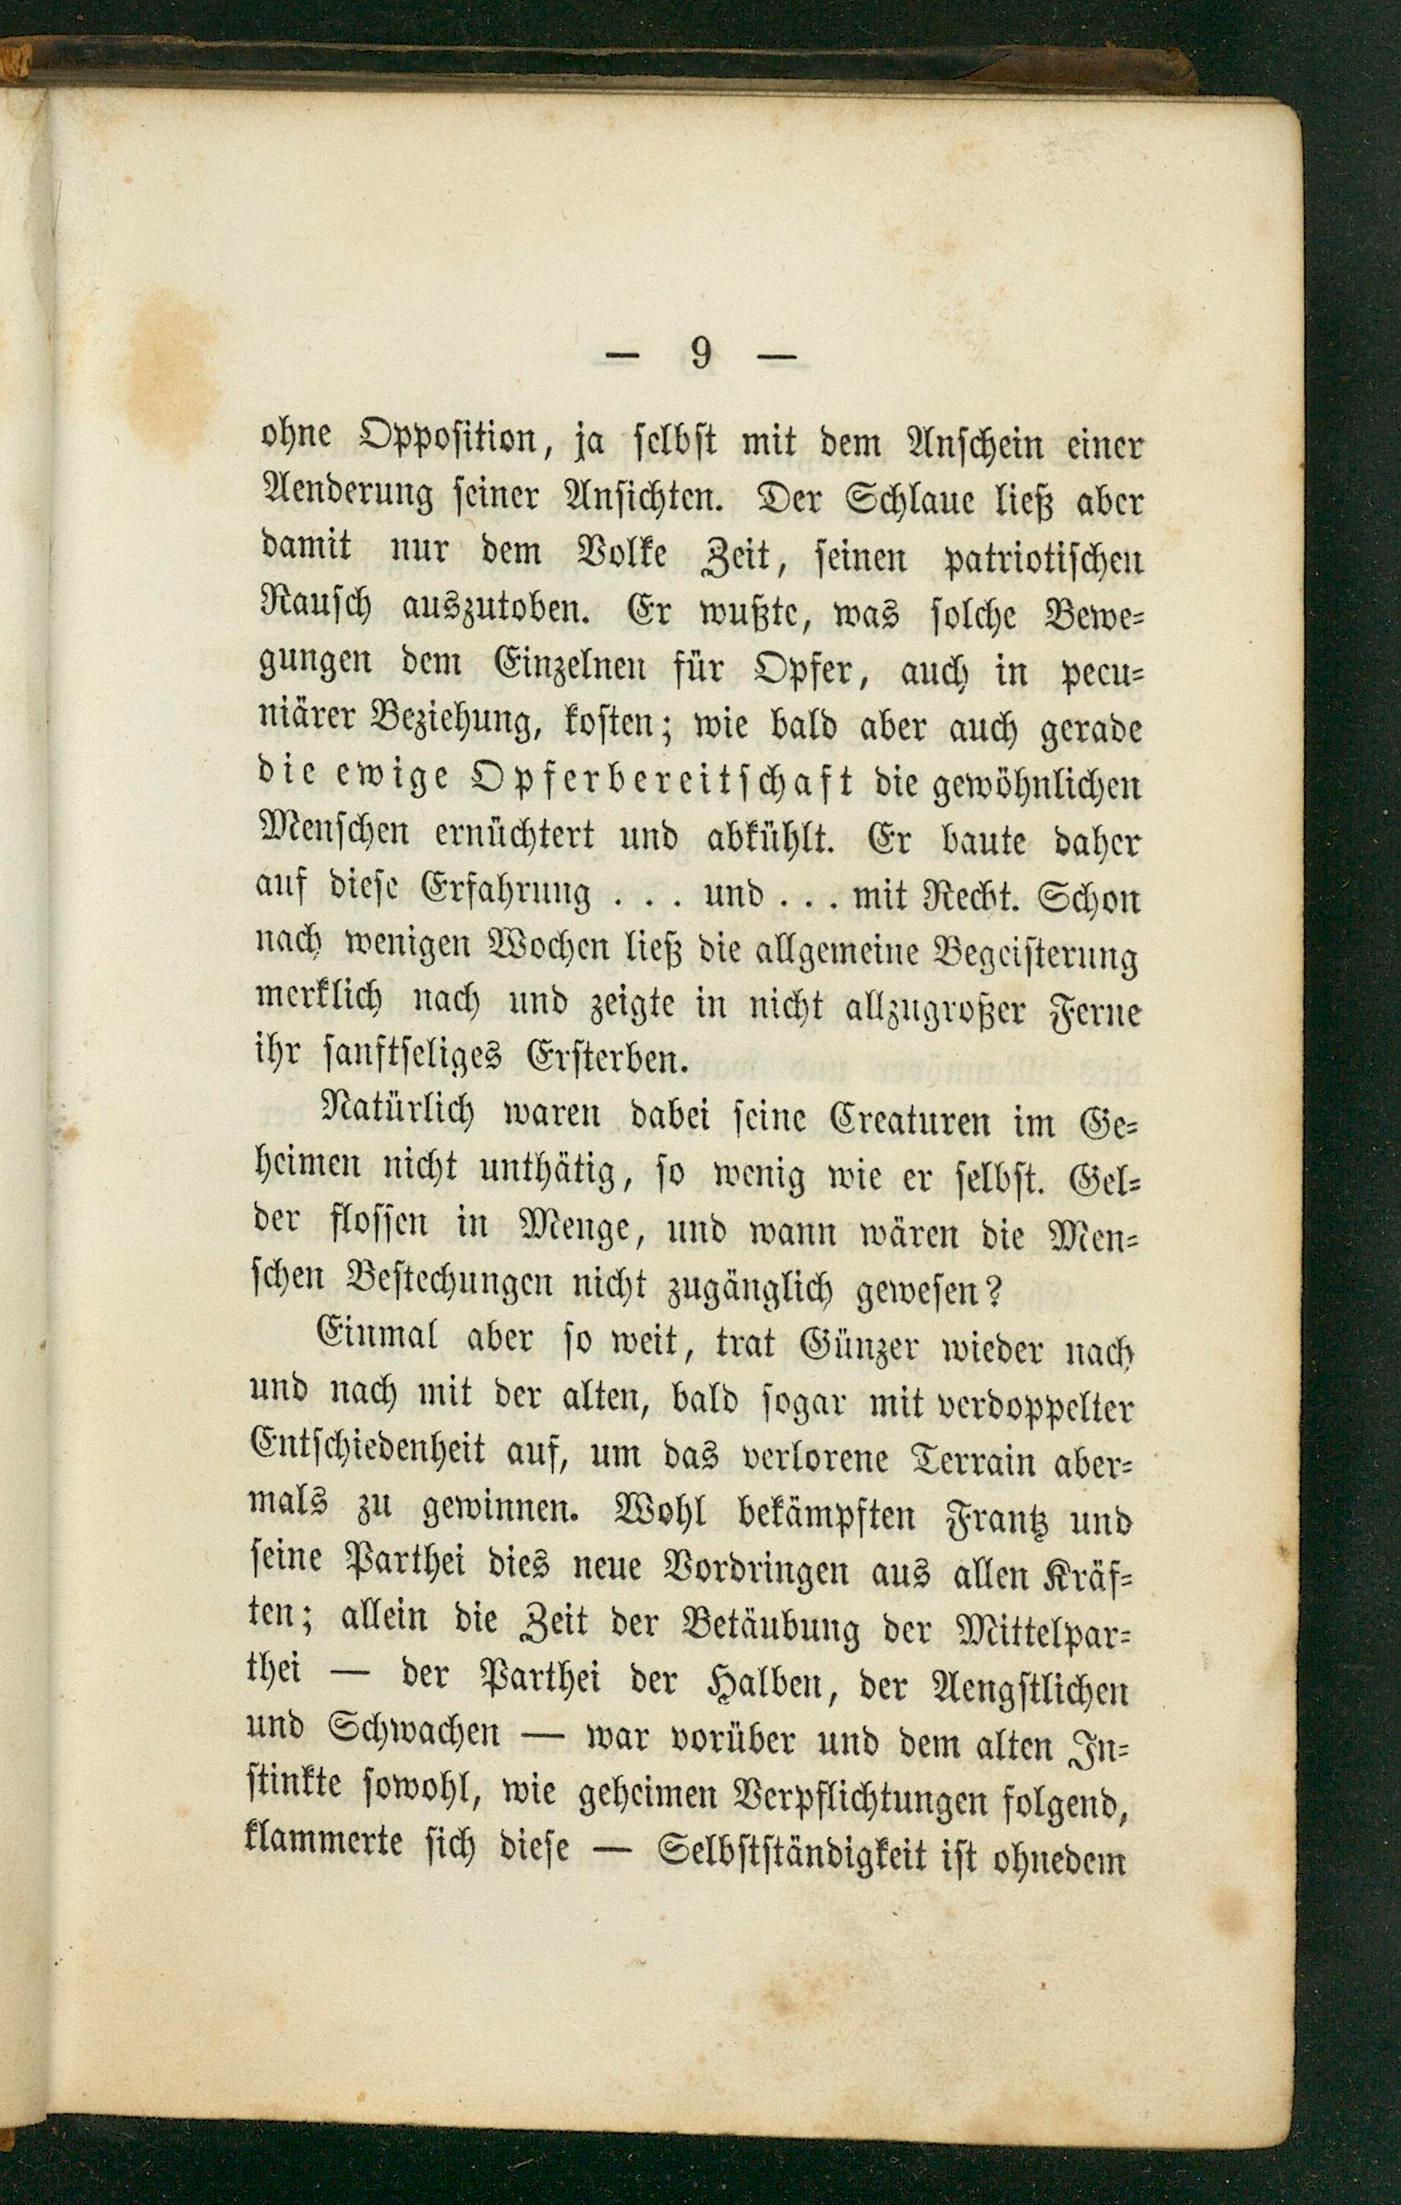 — 9 —
ohne Opposition, ja selbst mit dem Anschein einer
Aenderung seiner Ansichten. Der Schlaue ließ aber
damit nur dem Volke Zeit, seinen patriotischen
Rausch auszutoben. Er wußte, was solche Bewe-
gungen dem Einzelnen für Opfer, auch in pecu-
niärer Beziehung, kosten; wie bald aber auch gerade
die ewige Opferbereitschaft die gewöhnlichen
Menschen ernüchtert und abkühlt. Er baute daher
auf diese Erfahrung . . . und . . . mit Recht. Schon
nach wenigen Wochen ließ die allgemeine Begeisterung
merklich nach und zeigte in nicht allzugroßer Ferne
ihr sanftseliges Ersterben.
Natürlich waren dabei seine Creaturen im Ge-
heimen nicht unthätig, so wenig wie er selbst. Gel-
der flossen in Menge, und wann wären die Men-
schen Bestechungen nicht zugänglich gewesen?
Einmal aber so weit, trat Günzer wieder nach
und nach mit der alten, bald sogar mit verdoppelter
Entschiedenheit auf, um das verlorene Terrain aber-
mals zu gewinnen. Wohl bekämpften Frantz und
seine Parthei dies neue Vordringen aus allen Kräf-
ten; allein die Zeit der Betäubung der Mittelpar-
thei — der Parthei der Halben, der Aengstlichen
und Schwachen — war vorüber und dem alten In-
stinkte sowohl, wie geheimen Verpflichtungen folgend,
klammerte sich diese — Selbstständigkeit ist ohnedem